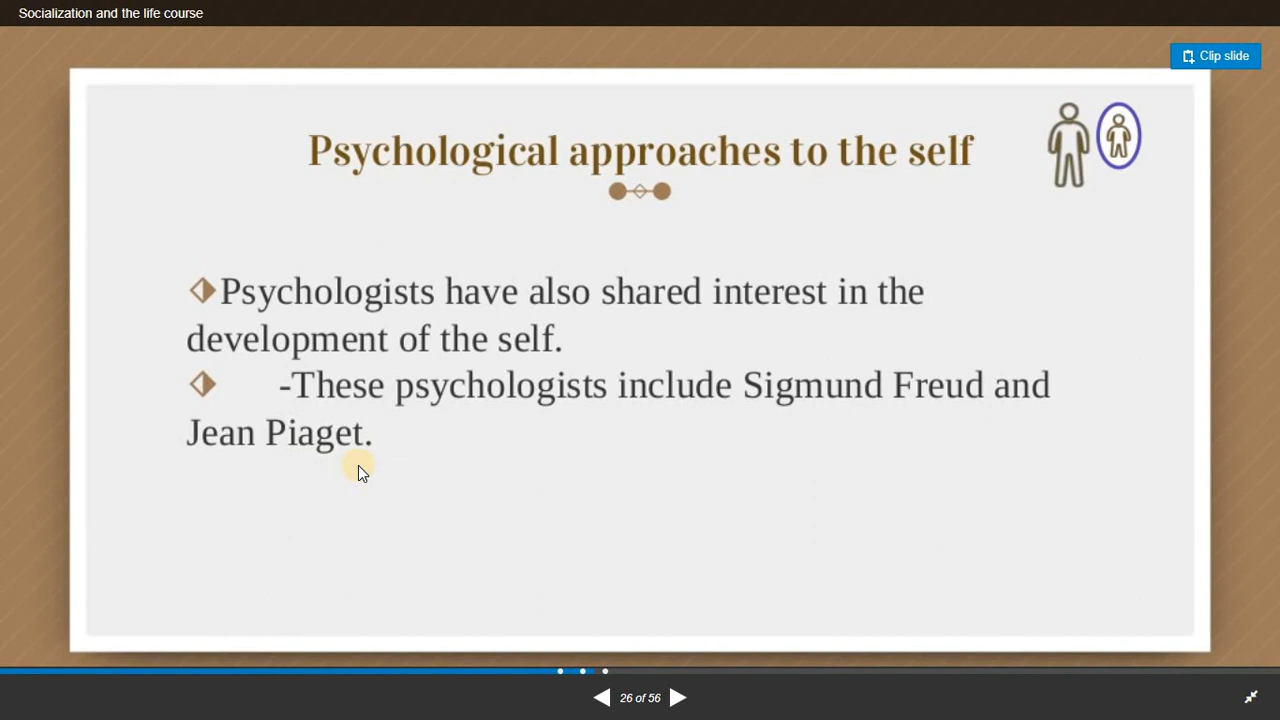 Socialization and the life course
Clip slide
Psychological approaches to the self
Psychologists have also shared interest in the
development of the self.
-These psychologists include Sigmund Freud and
Jean Piaget.
26 of 56